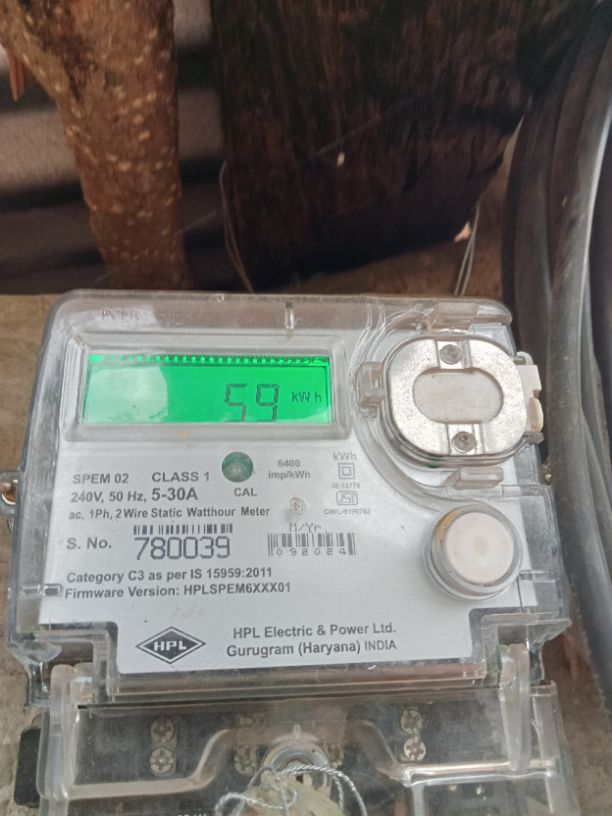 59 kWh
SPEM 02 CLASS 1
240V, 50 Hz, 5-30A
CAL
6400
imp/kWh
kWh
IS:13779
ac, 1Ph, 2 Wire Static Watthour Meter
M/Yr.
S. No. 780039
092024
Category C3 as per IS 15959:2011
Firmware Version: HPLSPEM6XXX01
HPL
HPL Electric & Power Ltd.
Gurugram (Haryana) INDIA